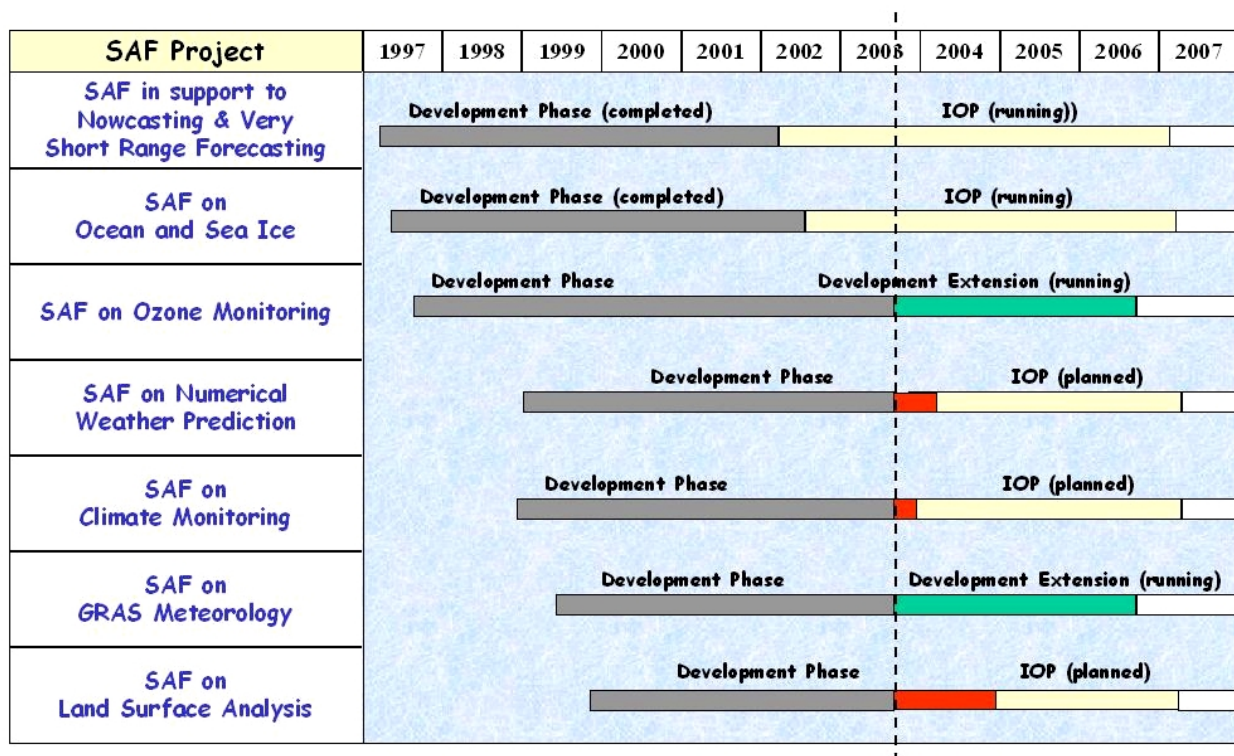 SAF Project 1997 1998 1999 2000 2001 2002 2003 2004 2005 2006 2007
SAF in support to
Nowcasting & Very
Short Range Forecasting
Development Phase (completed) IOP (running))
SAF on
Ocean and Sea Ice
Development Phase (completed) IOP (running)
SAF on Ozone Monitoring
Development Phase Development Extension (running)
SAF on Numerical
Weather Prediction
Development Phase IOP (planned)
SAF on
Climate Monitoring
Development Phase IOP (planned)
SAF on
GRAS Meteorology
Development Phase Development Extension (running)
SAF on
Land Surface Analysis
Development Phase IOP (planned)